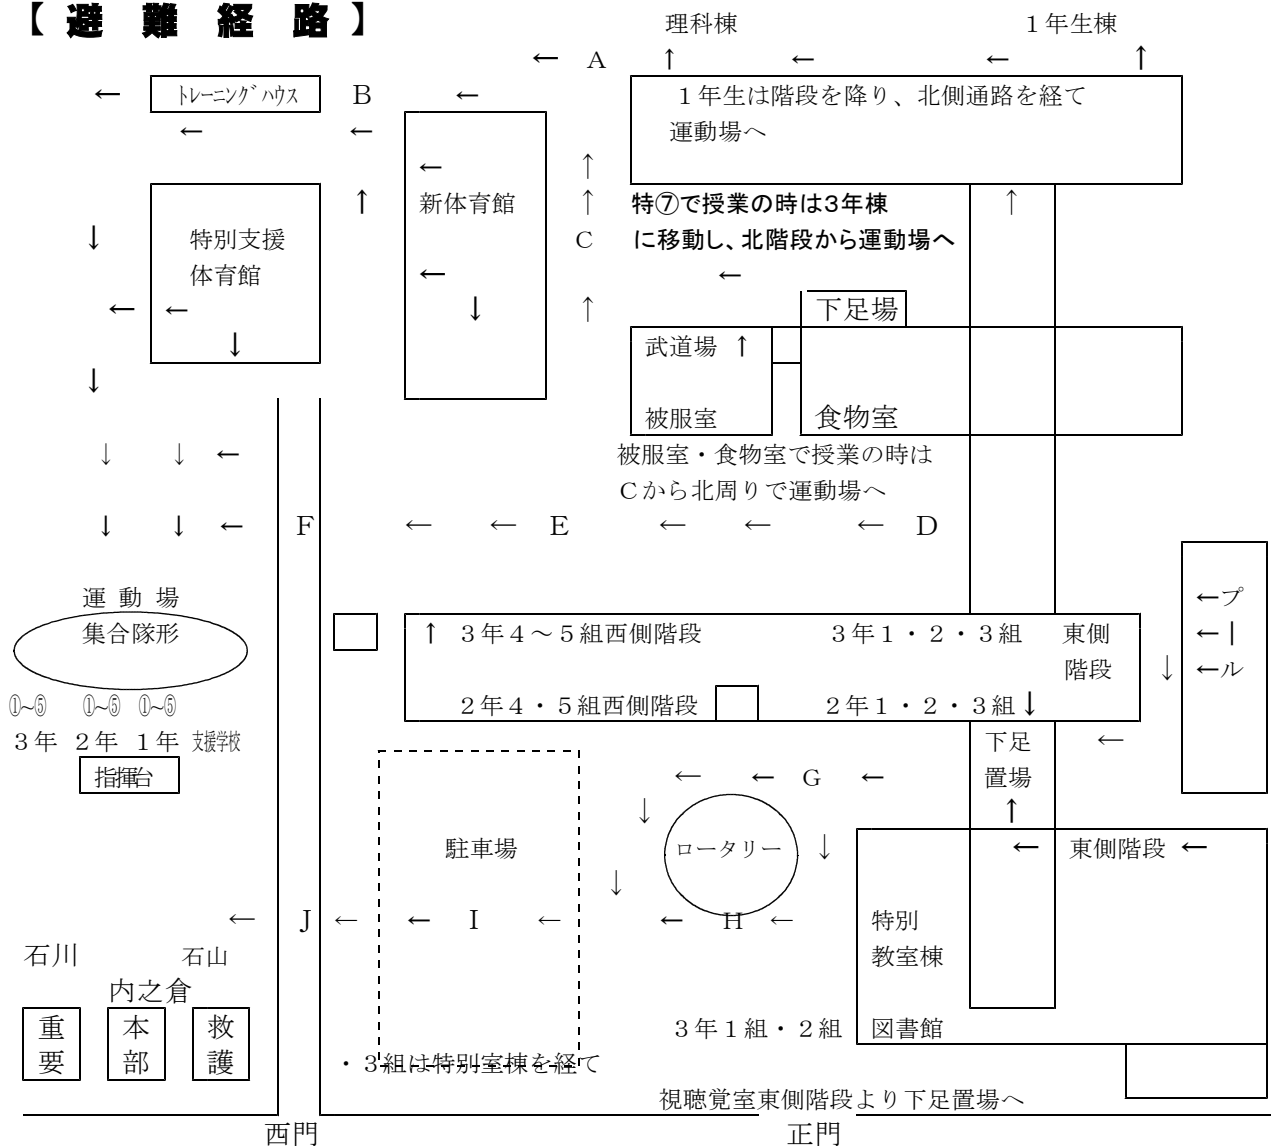 【 避 難 経 路 】
理科棟
１年生棟
← A ↑ ← ← ↑
← トレーニングハウス B ←
１年生は階段を降り、北側通路を経て
運動場へ
← ←
← ↑
↑ 新体育館 ↑ 特⑦で授業の時は3年棟 ↑
↓ 特別支援 C に移動し、北階段から運動場へ
体育館 ← ←
← ← ↓ ↑ 下足場
↓ 武道場 ↑
↓
被服室 食物室
↓ ↓ ← 被服室・食物室で授業の時は
Ｃから北周りで運動場へ
↓ ↓ ← F ← ← E ← ← ← D
運 動 場 ←プ
集合隊形 ↑ ３年４～５組西側階段 ３年１・２・３組 東側 ←ー
階段 ↓ ←ル
①~⑤ ①~⑤ ①~⑤ ２年４・５組西側階段 ２年１・２・３組↓
３年 ２年 １年 支援学校 下足 ←
指揮台 ← ← G ← 置場
↓ ↑
駐車場 ロータリー ↓ ← 東側階段 ←
↓
← J ← ← I ← ← H ← 特別
石川 石山 教室棟
内之倉
重要 本部 救護 ３年１組・２組 図書館
・３組は特別室棟を経て
視聴覚室東側階段より下足置場へ
西門 正門